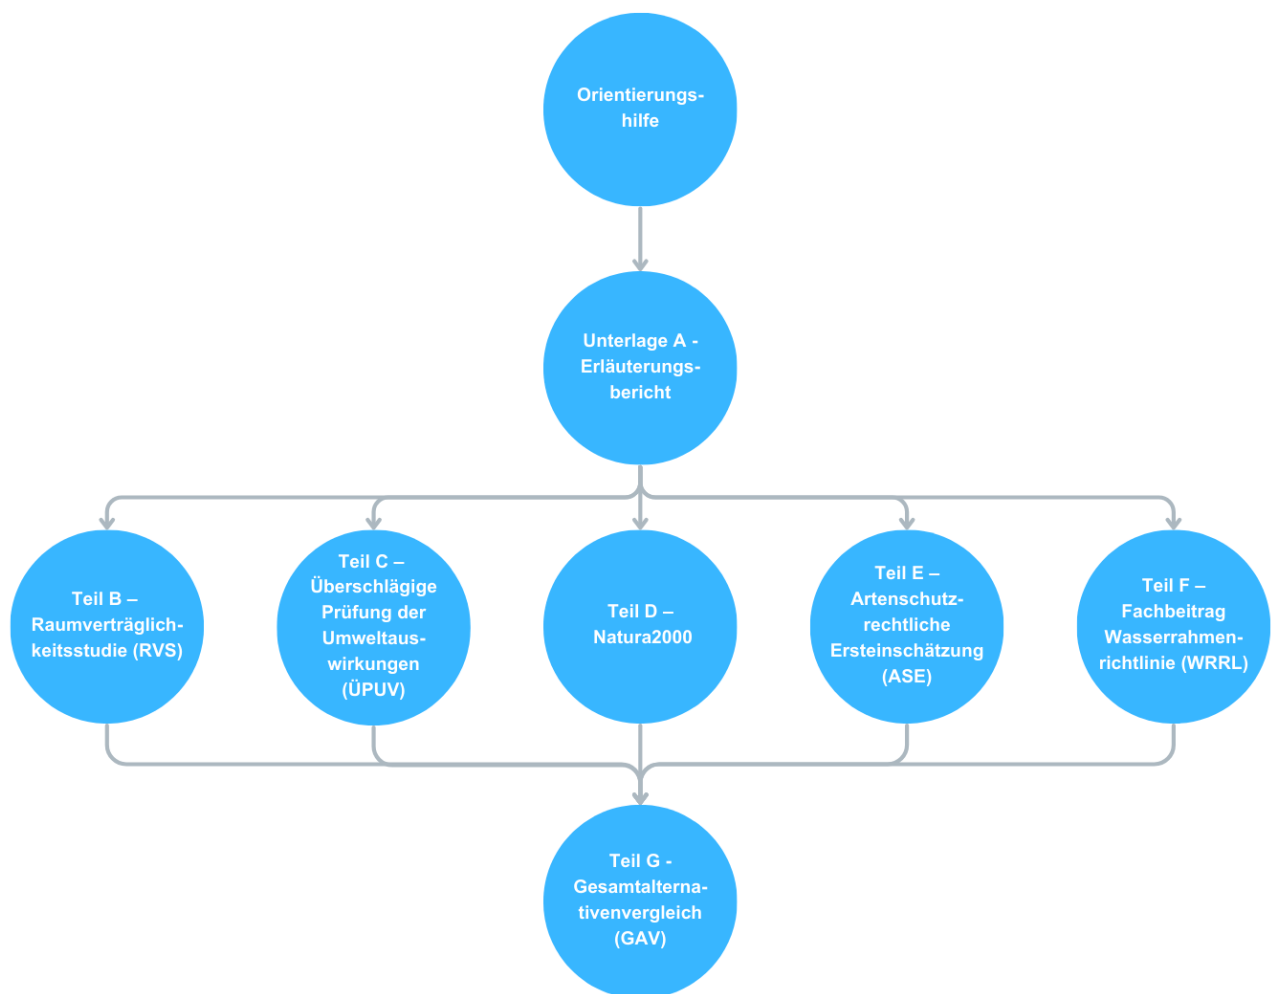 Orientierungs-
hilfe
Unterlage A -
Erläuterungs-
bericht
Teil B –
Raumverträglich-
keitsstudie (RVS)
Teil C –
Überschlägige
Prüfung der
Umweltaus-
wirkungen
(ÜPUV)
Teil D –
Natura2000
Teil E –
Artenschutz-
rechtliche
Ersteinschätzung
(ASE)
Teil F –
Fachbeitrag
Wasserrahmen-
richtlinie (WRRL)
Teil G -
Gesamtalterna-
tivenvergleich
(GAV)